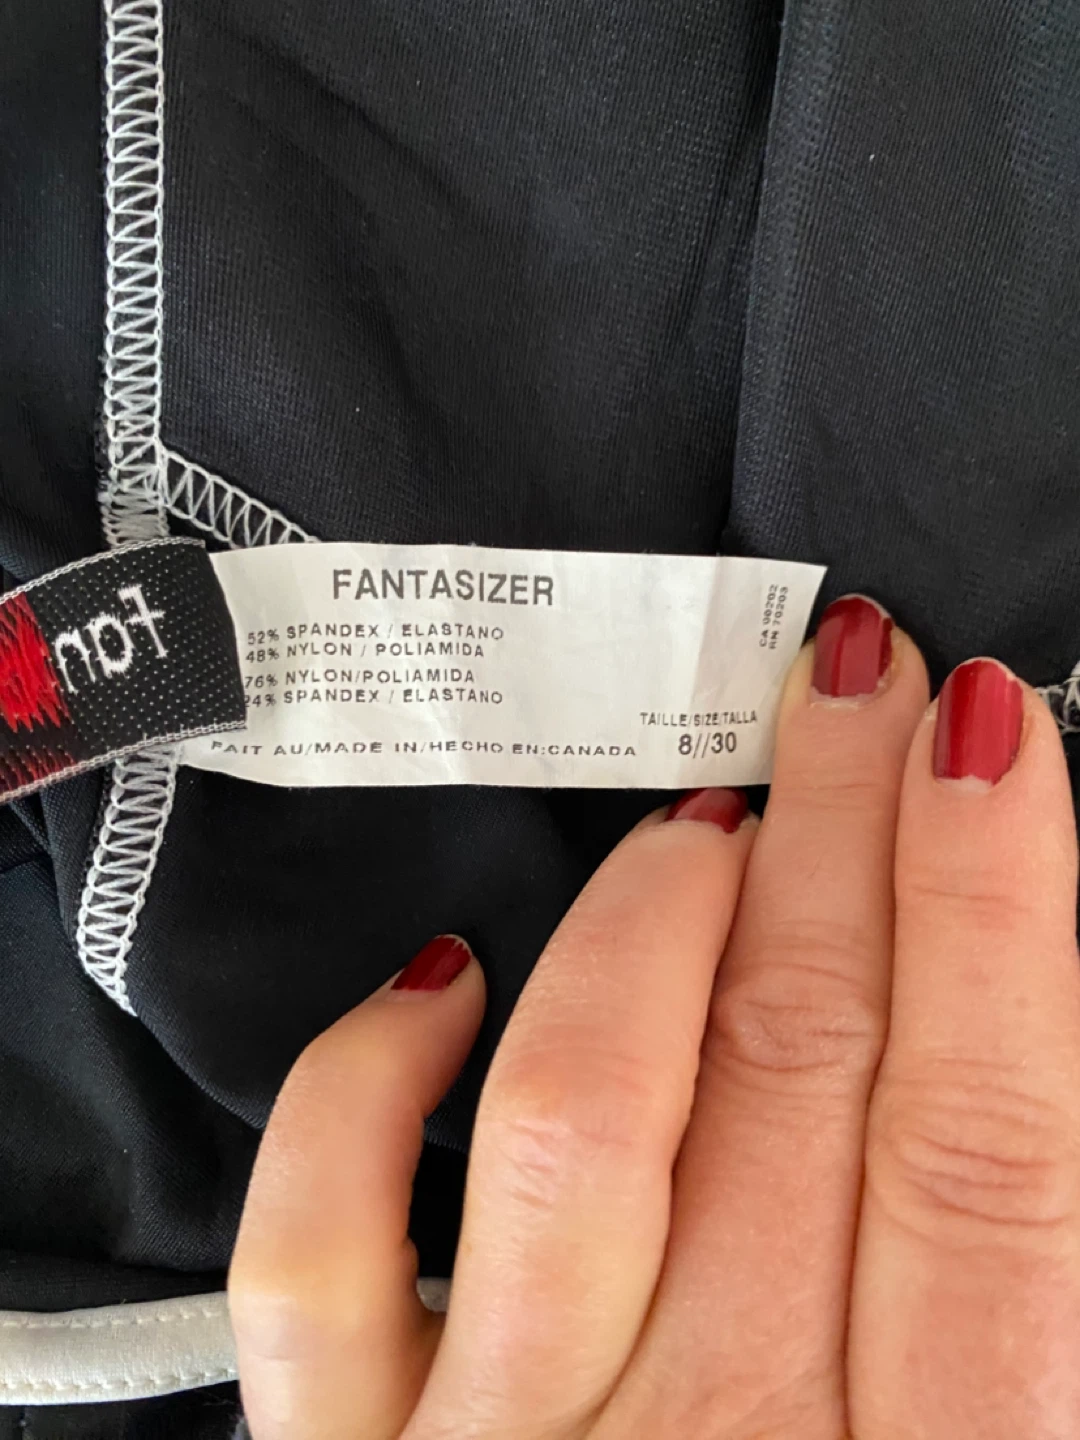 FANTASIZER
52% SPANDEX / ELASTANO
48% NYLON / POLIAMIDA
76% NYLON/POLIAMIDA
24% SPANDEX / ELASTANO
FAIT AU/MADE IN/HECHO EN:CANADA
TAILLE/SIZE/TALLA
8//30
CA 00202
RN 70203